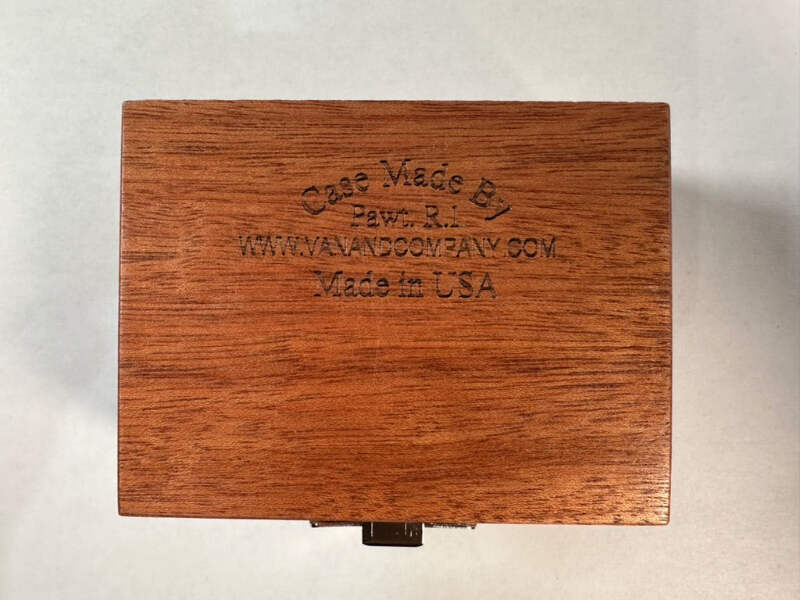 Case Made By
Pawt. R.I
WWW.VANANDCOMPANY.COM
Made in USA